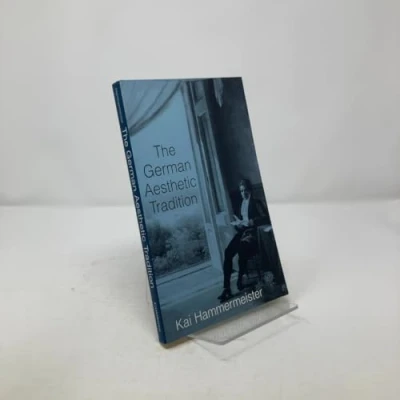 The
German
Aesthetic
Tradition
Kai Hammermeister
The German Aesthetic Tradition